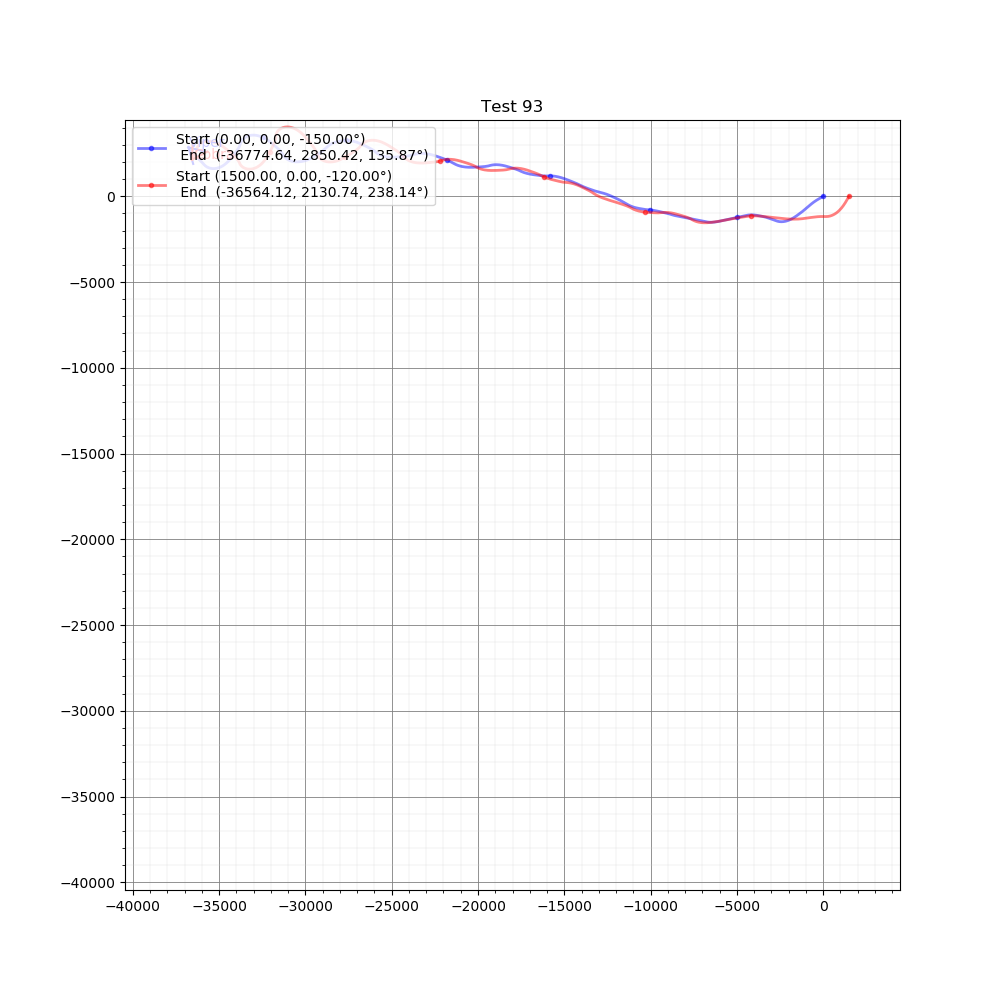 Test 93
Start (0.00, 0.00, -150.00°)
End (-36774.64, 2850.42, 135.87°)
Start (1500.00, 0.00, -120.00°)
End (-36564.12, 2130.74, 238.14°)
0
−5000
−10000
−15000
−20000
−25000
−30000
−35000
−40000
−40000 −35000 −30000 −25000 −20000 −15000 −10000 −5000 0